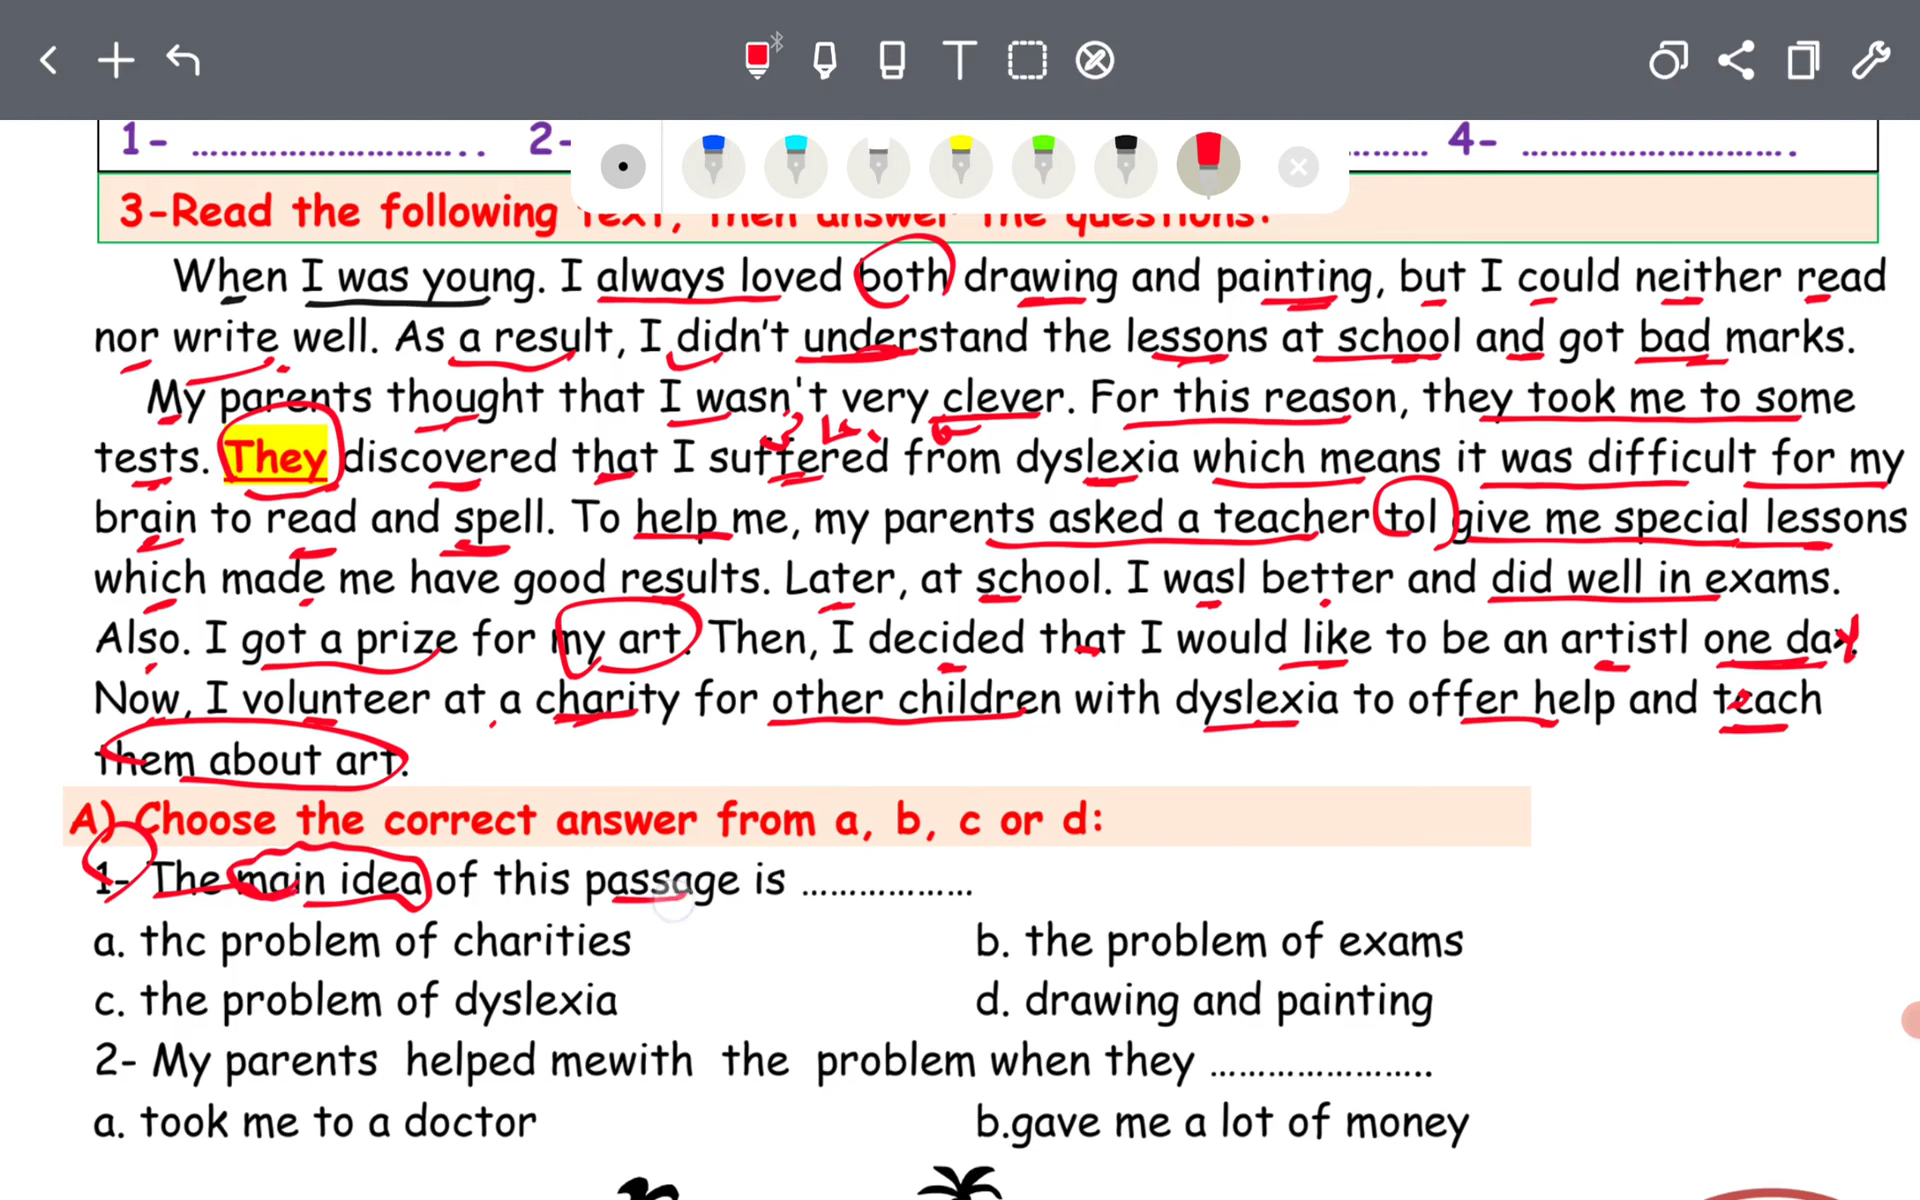 1- ........................... 2- ............ 4- ............................
3-Read the following text, then answer the questions:
When I was young. I always loved both drawing and painting, but I could neither read
nor write well. As a result, I didn't understand the lessons at school and got bad marks.
My parents thought that I wasn't very clever. For this reason, they took me to some
tests. They discovered that I suffered from dyslexia which means it was difficult for my
brain to read and spell. To help me, my parents asked a teacher tol give me special lessons
which made me have good results. Later, at school. I wasl better and did well in exams.
Also. I got a prize for my art. Then, I decided that I would like to be an artistl one day.
Now, I volunteer at a charity for other children with dyslexia to offer help and teach
them about art.
A) Choose the correct answer from a, b, c or d:
1- The main idea of this passage is ..................
a. thc problem of charities b. the problem of exams
c. the problem of dyslexia d. drawing and painting
2- My parents helped mewith the problem when they .......................
a. took me to a doctor b.gave me a lot of money